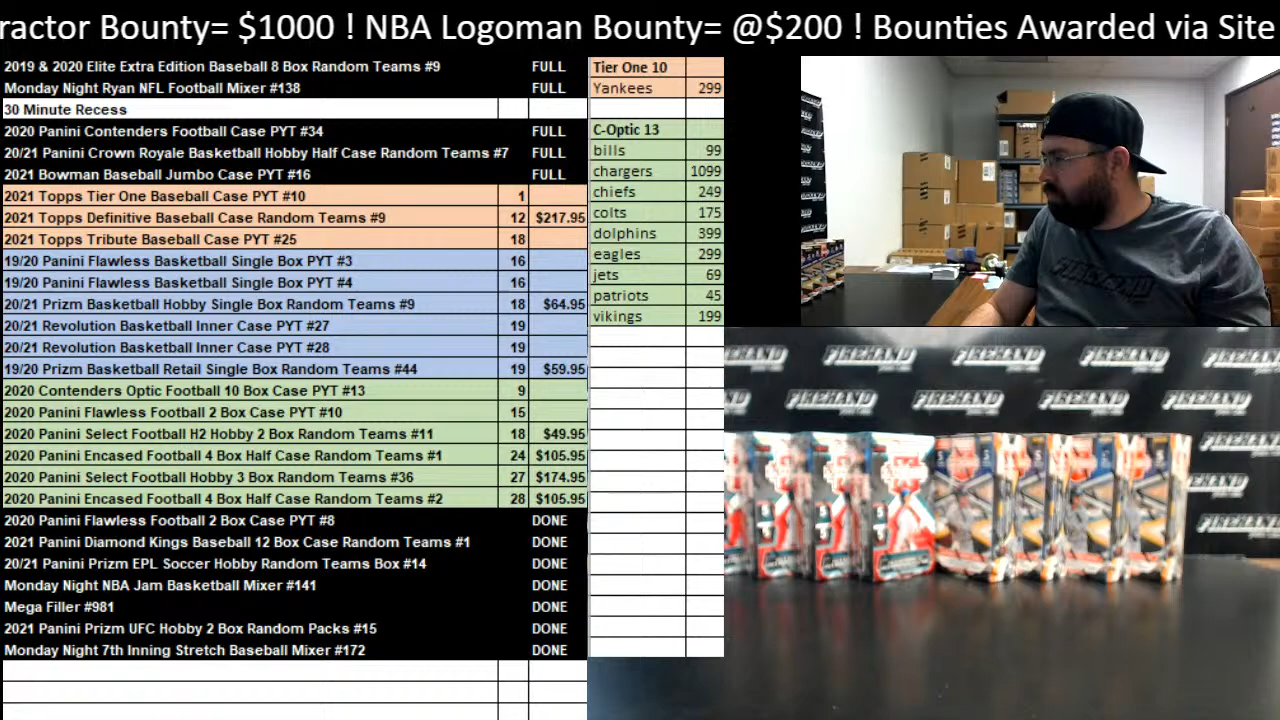 ractor Bounty= $1000 ! NBA Logoman Bounty= @$200 ! Bounties Awarded via Site
2019 & 2020 Elite Extra Edition Baseball 8 Box Random Teams #9 FULL
Monday Night Ryan NFL Football Mixer #138 FULL
30 Minute Recess
2020 Panini Contenders Football Case PYT #34 FULL
20/21 Panini Crown Royale Basketball Hobby Half Case Random Teams #7 FULL
2021 Bowman Baseball Jumbo Case PYT #16 FULL
2021 Topps Tier One Baseball Case PYT #10 1
2021 Topps Definitive Baseball Case Random Teams #9 12 $217.95
2021 Topps Tribute Baseball Case PYT #25 18
19/20 Panini Flawless Basketball Single Box PYT #3 16
19/20 Panini Flawless Basketball Single Box PYT #4 16
20/21 Prizm Basketball Hobby Single Box Random Teams #9 18 $64.95
20/21 Revolution Basketball Inner Case PYT #27 19
20/21 Revolution Basketball Inner Case PYT #28 19
19/20 Prizm Basketball Retail Single Box Random Teams #44 19 $59.95
2020 Contenders Optic Football 10 Box Case PYT #13 9
2020 Panini Flawless Football 2 Box Case PYT #10 15
2020 Panini Select Football H2 Hobby 2 Box Random Teams #11 18 $49.95
2020 Panini Encased Football 4 Box Half Case Random Teams #1 24 $105.95
2020 Panini Select Football Hobby 3 Box Random Teams #36 27 $174.95
2020 Panini Encased Football 4 Box Half Case Random Teams #2 28 $105.95
2020 Panini Flawless Football 2 Box Case PYT #8 DONE
2021 Panini Diamond Kings Baseball 12 Box Case Random Teams #1 DONE
20/21 Panini Prizm EPL Soccer Hobby Random Teams Box #14 DONE
Monday Night NBA Jam Basketball Mixer #141 DONE
Mega Filler #981 DONE
2021 Panini Prizm UFC Hobby 2 Box Random Packs #15 DONE
Monday Night 7th Inning Stretch Baseball Mixer #172 DONE
Tier One 10
Yankees 299
C-Optic 13
bills 99
chargers 1099
chiefs 249
colts 175
dolphins 399
eagles 299
jets 69
patriots 45
vikings 199
FIREHAND
FIREHAND
FIREHAND
FIREHAND
FIREHAND
FIREHAND
FIREHAND
FIREHAND
FIREHAND
FIREHAND
FIREHAND